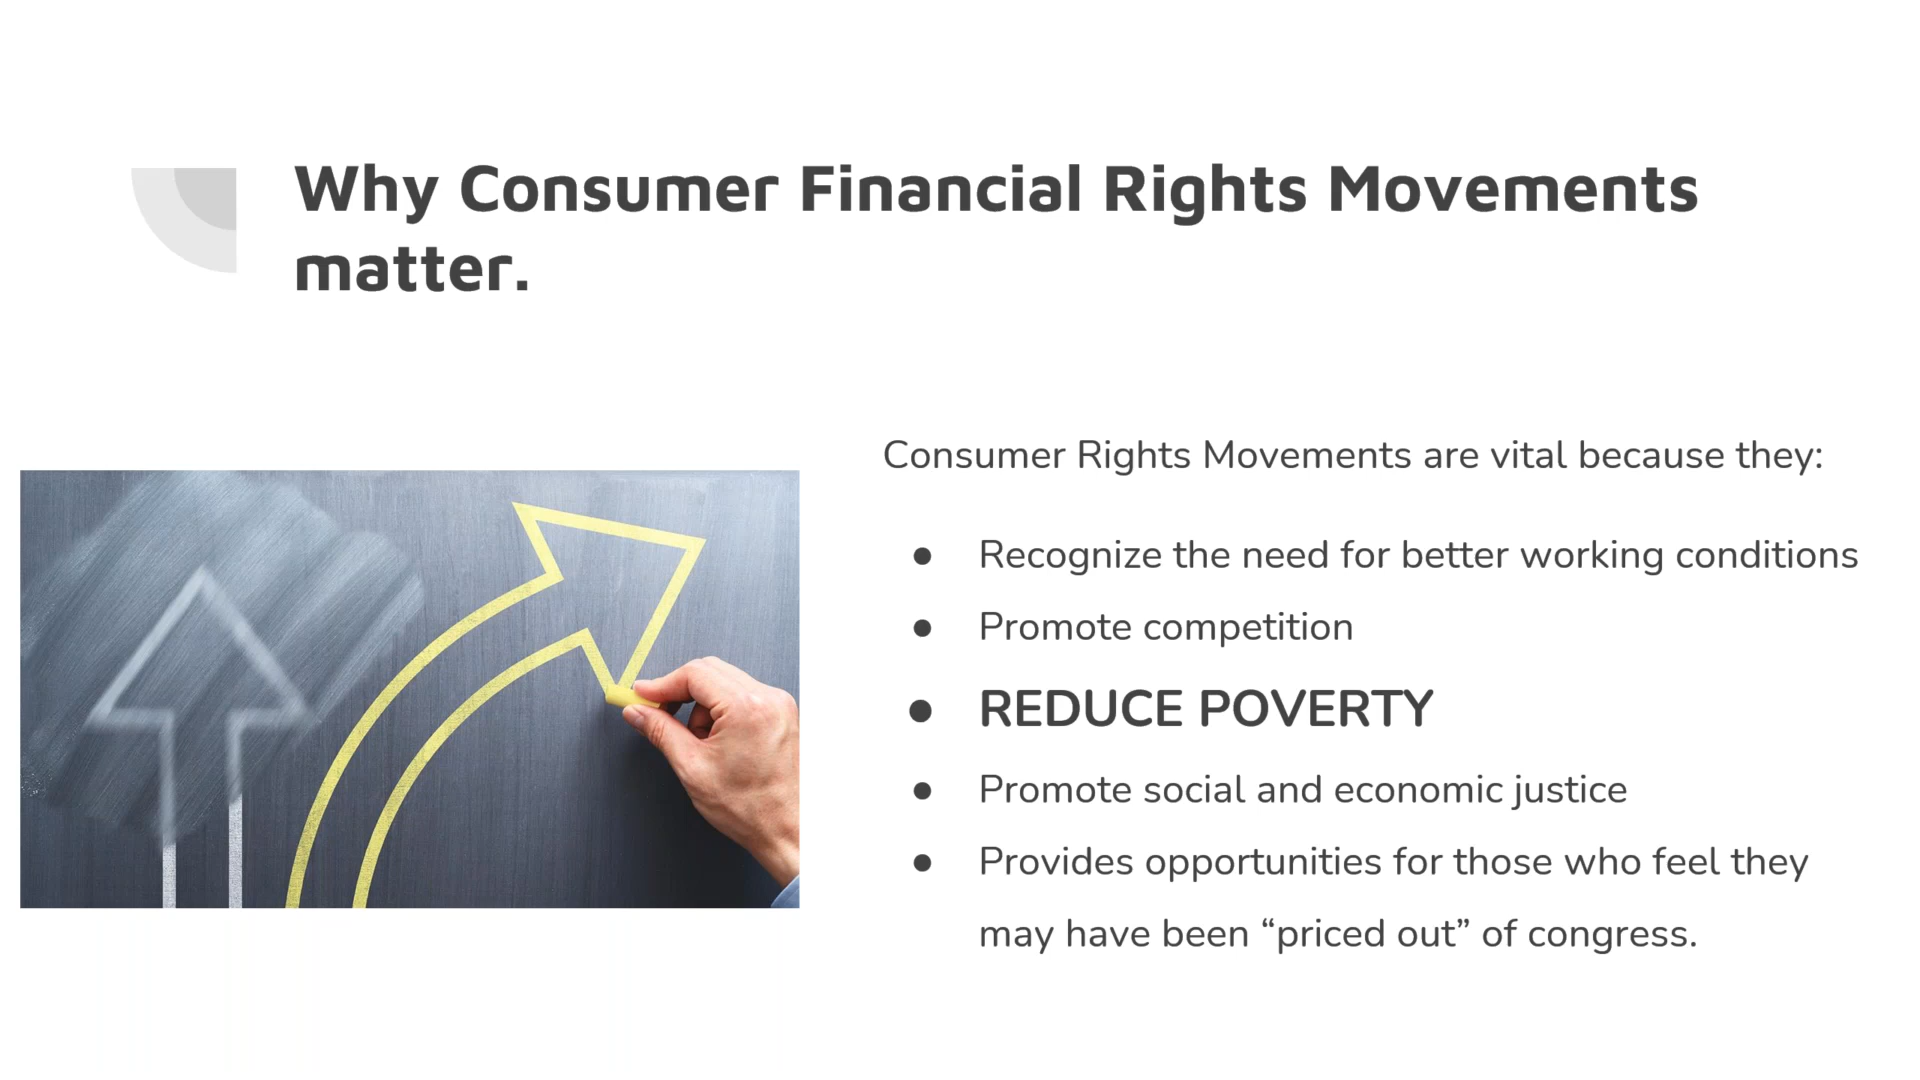 Why Consumer Financial Rights Movements
matter.
Consumer Rights Movements are vital because they:
● Recognize the need for better working conditions
● Promote competition
● REDUCE POVERTY
● Promote social and economic justice
● Provides opportunities for those who feel they
may have been “priced out” of congress.